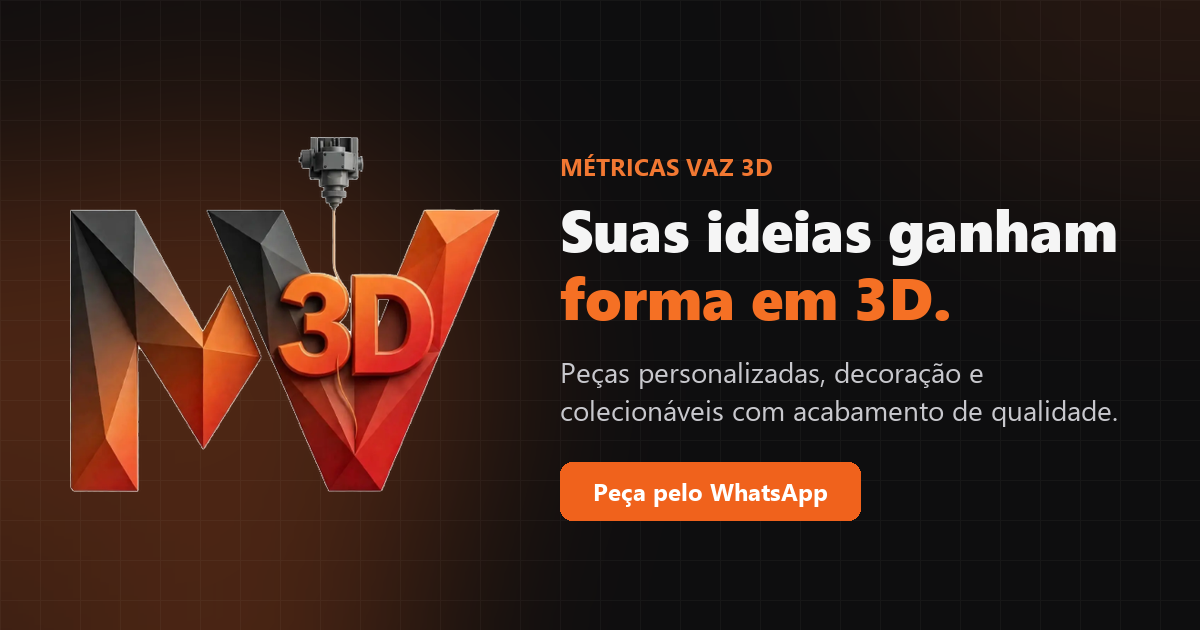 MV
3D
MÉTRICAS VAZ 3D
Suas ideias ganham
forma em 3D.
Peças personalizadas, decoração e
colecionáveis com acabamento de qualidade.
Peça pelo WhatsApp